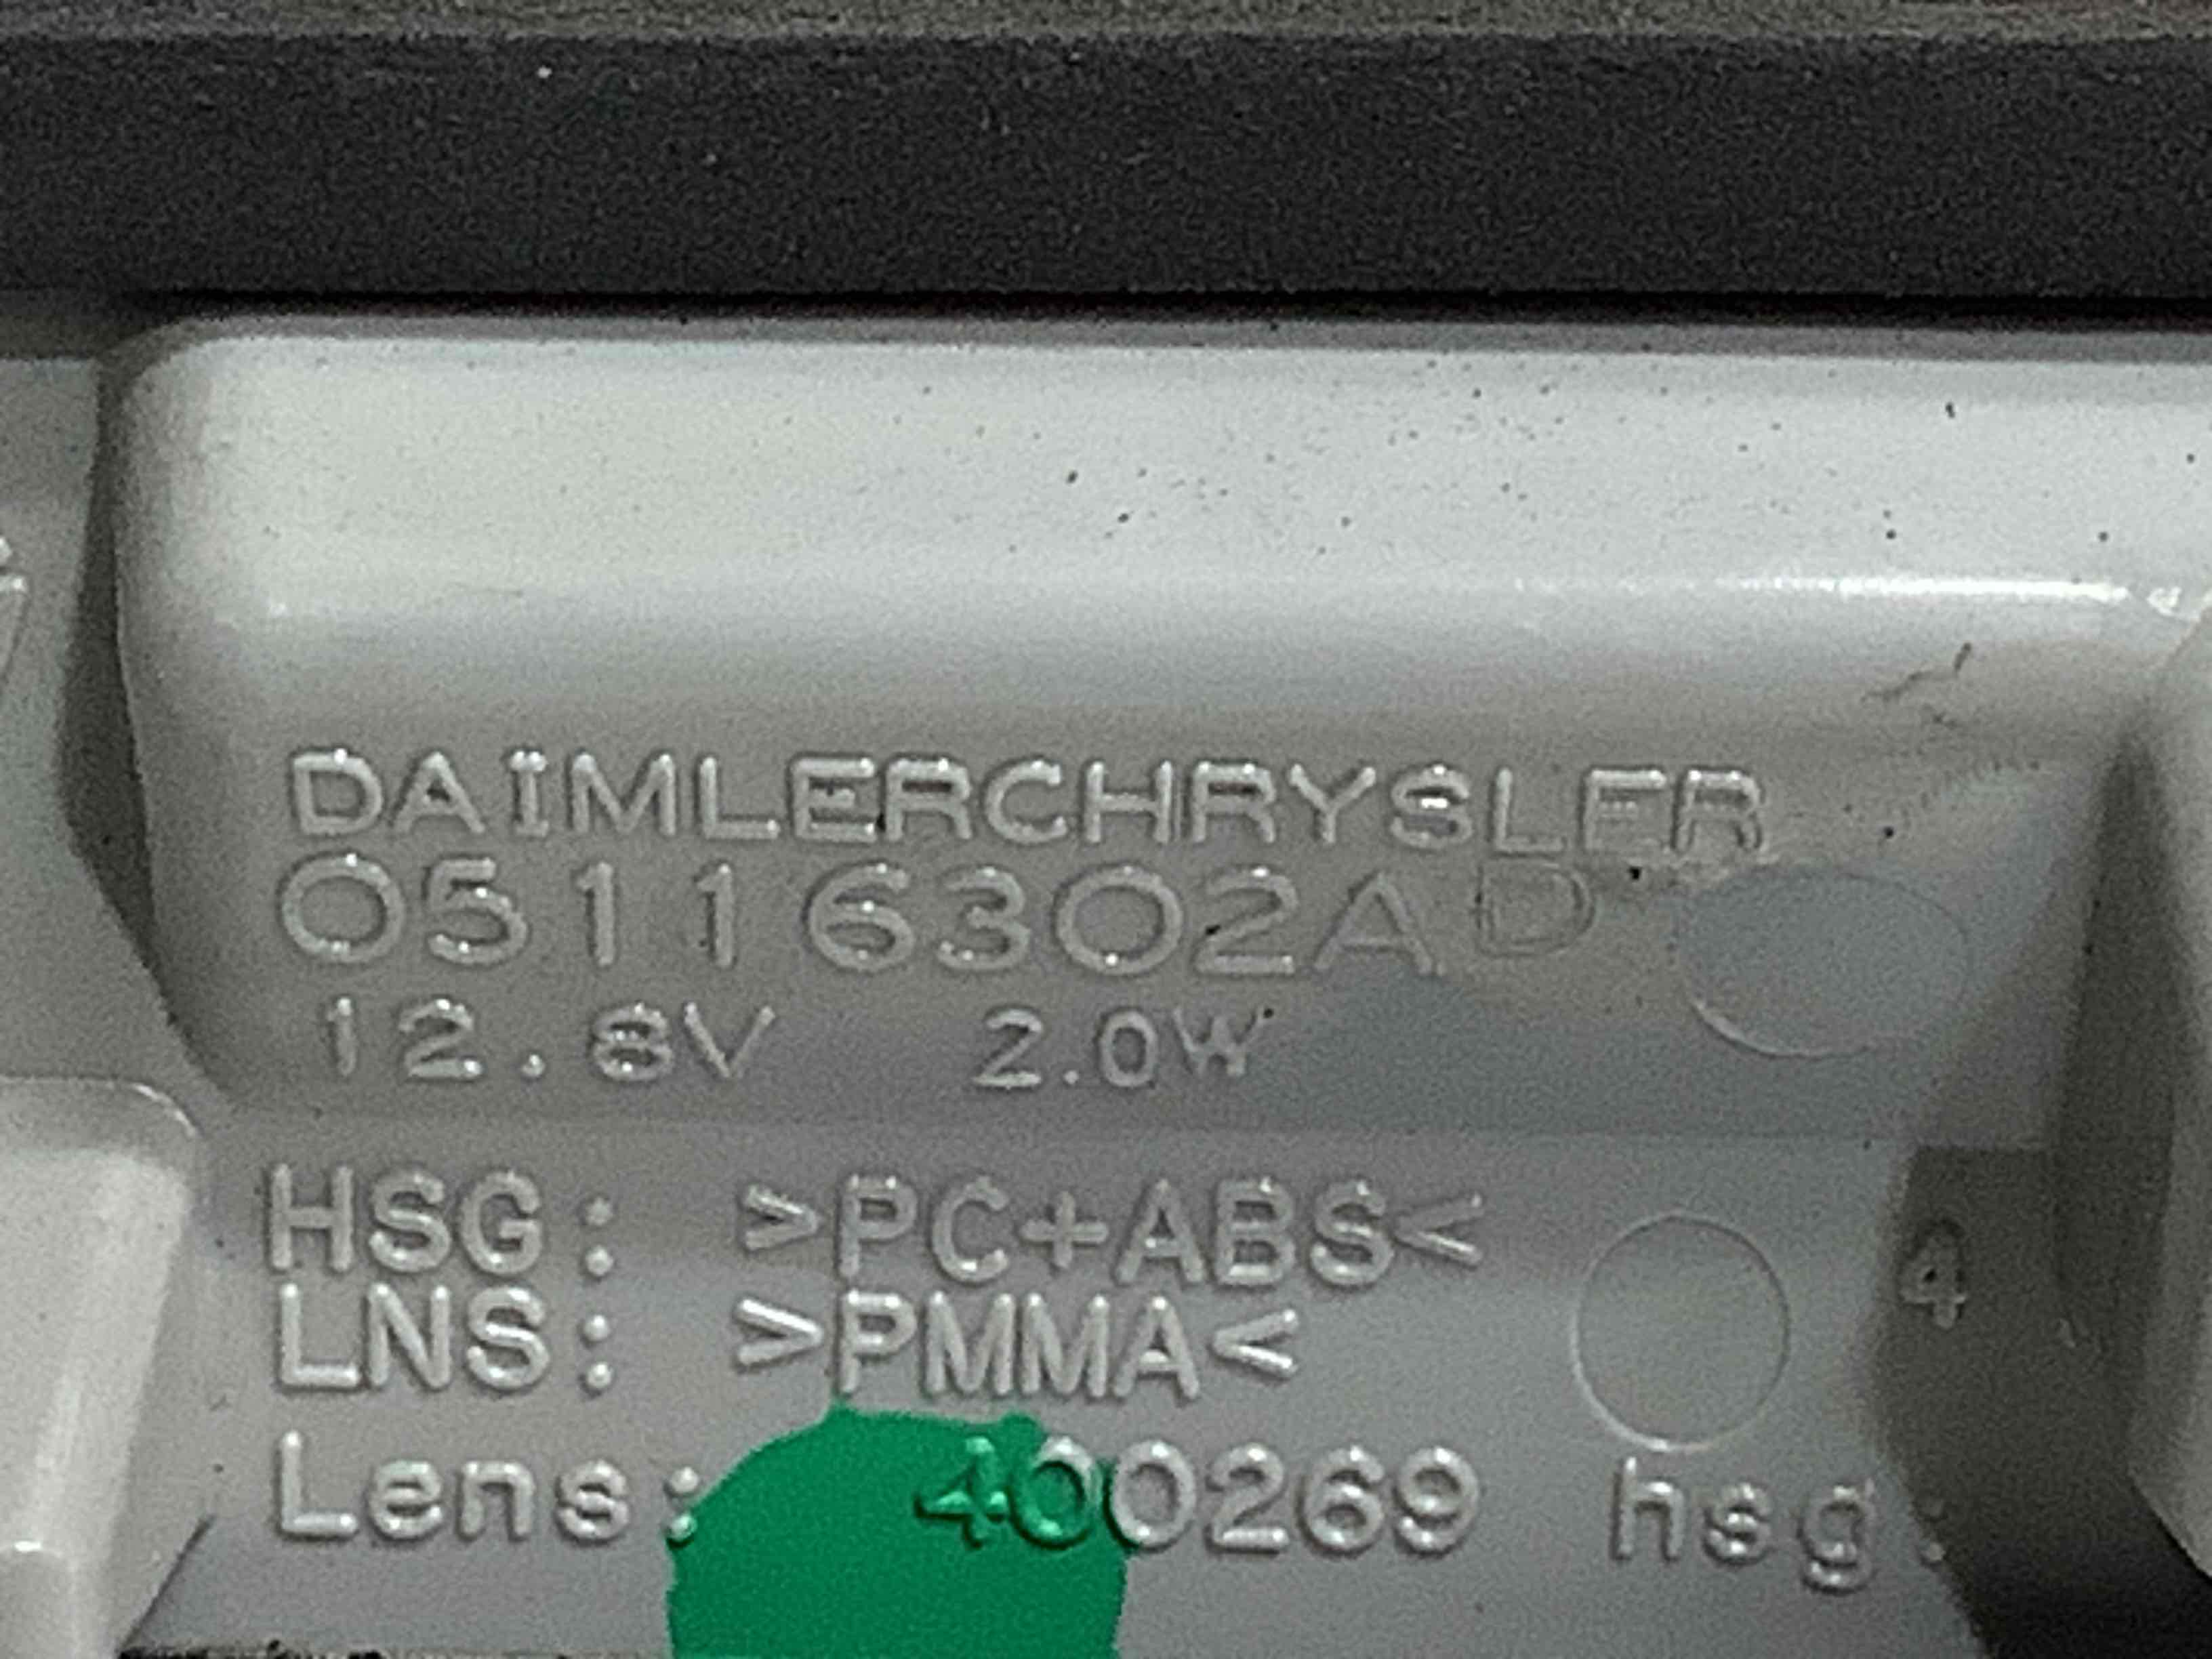 DAIMLERCHRYSLER
05116302AD
12.8V 2.0W
HSG: >PC+ABS<
4
LNS: >PMMA<
Lens: 400269 hsg: